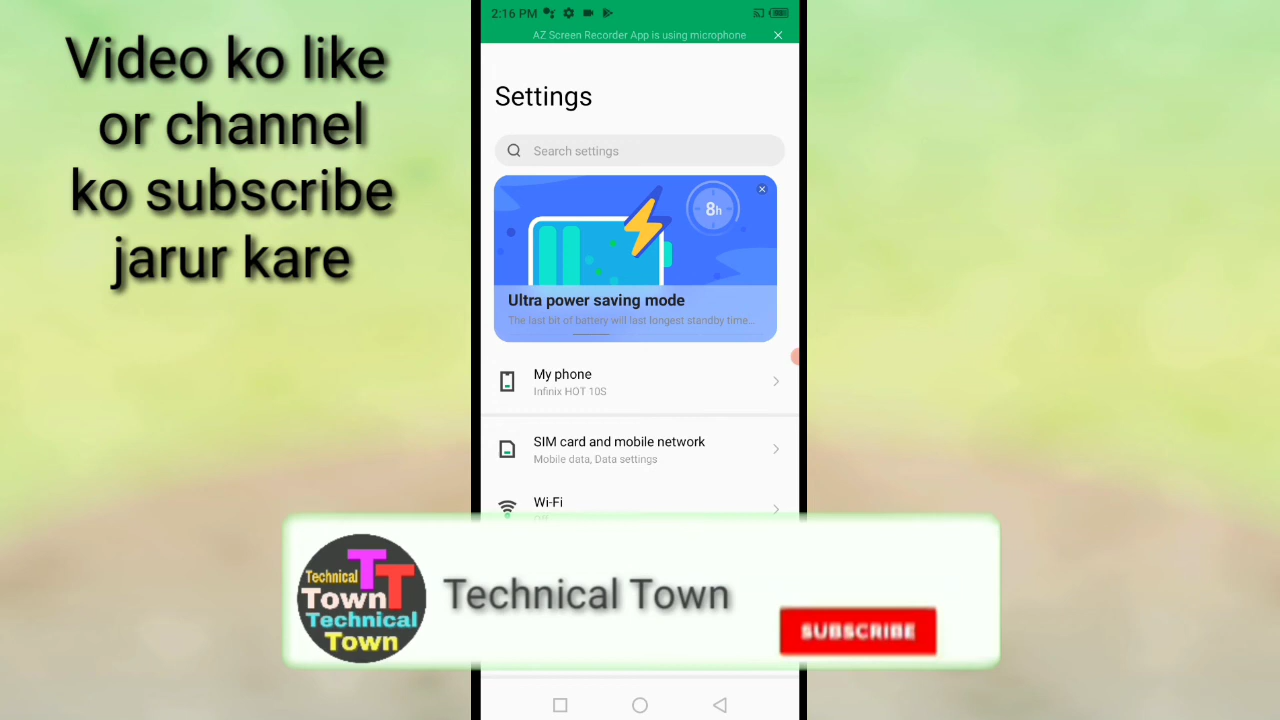 Video ko like
or channel
ko subscribe
jarur kare
2:16 PM
AZ Screen Recorder App is using microphone
Settings
Search settings
8h
Ultra power saving mode
The last bit of battery will last longest standby time...
My phone
Infinix HOT 10S
SIM card and mobile network
Mobile data, Data settings
Wi-Fi
TT
Technical
Town
Technical
Town
Technical Town
SUBSCRIBE